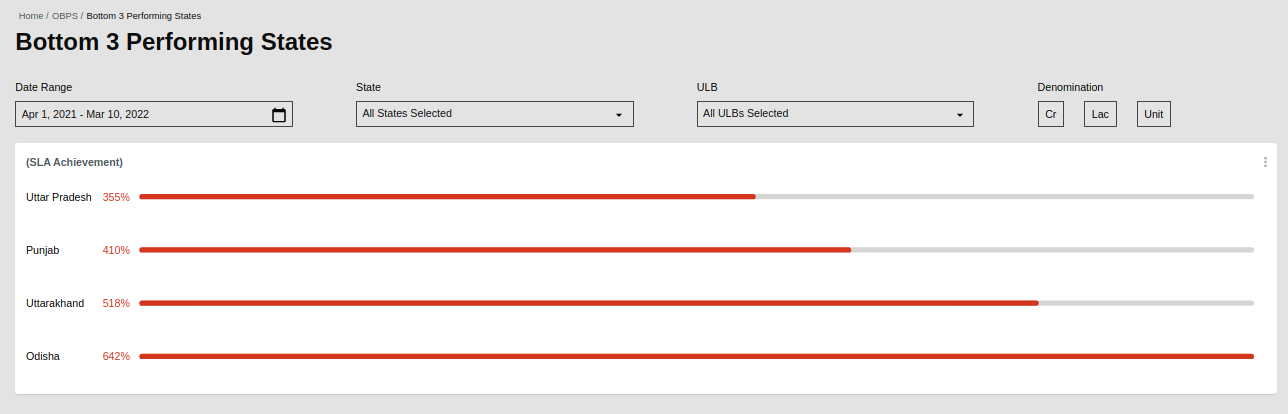 Home / OBPS / Bottom 3 Performing States
Bottom 3 Performing States
Date Range
State
ULB
Denomination
Apr 1, 2021 - Mar 10, 2022
All States Selected
All ULBs Selected
Cr
Lac
Unit
(SLA Achievement)
Uttar Pradesh 355%
Punjab 410%
Uttarakhand 518%
Odisha 642%